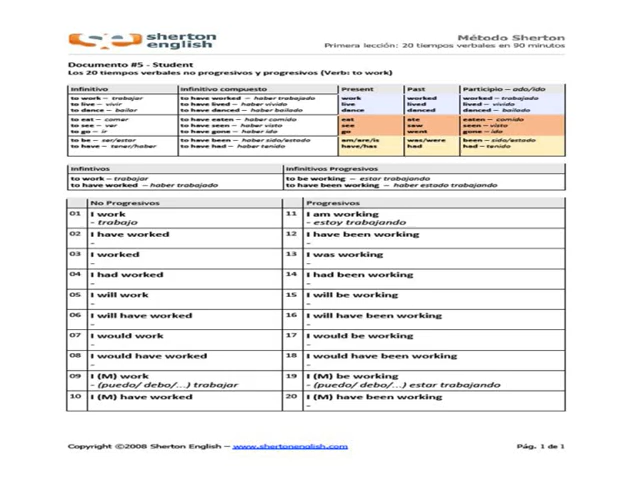 sherton
english
Método Sherton
Primera lección: 20 tiempos verbales en 90 minutos
Documento #5 - Student
Los 20 tiempos verbales no progresivos y progresivos (Verb: to work)
Infinitivo Infinitivo compuesto Present Past Participio – ado/ido
to work – trabajar to have worked – haber trabajado work worked worked – trabajado
to live – vivir to have lived – haber vivido live lived lived – vivido
to dance – bailar to have danced – haber bailado dance danced danced – bailado
to eat – comer to have eaten – haber comido eat ate eaten – comido
to see – ver to have seen – haber visto see saw seen – visto
to go – ir to have gone – haber ido go went gone – ido
to be – ser/estar to have been – haber sido/estado am/are/is was/were been – sido/estado
to have – tener/haber to have had – haber tenido have/has had had – tenido
Infintivos Infinitivos Progresivos
to work – trabajar to be working – estar trabajando
to have worked – haber trabajado to have been working – haber estado trabajando
No Progresivos Progresivos
01 I work 11 I am working
- trabajo - estoy trabajando
02 I have worked 12 I have been working
- -
03 I worked 13 I was working
- -
04 I had worked 14 I had been working
- -
05 I will work 15 I will be working
- -
06 I will have worked 16 I will have been working
- -
07 I would work 17 I would be working
- -
08 I would have worked 18 I would have been working
- -
09 I (M) work 19 I (M) be working
- (puedo/ debo/...) trabajar - (puedo/ debo/...) estar trabajando
10 I (M) have worked 20 I (M) have been working
- -
Copyright ©2008 Sherton English – www.shertonenglish.com Pág. 1 de 1